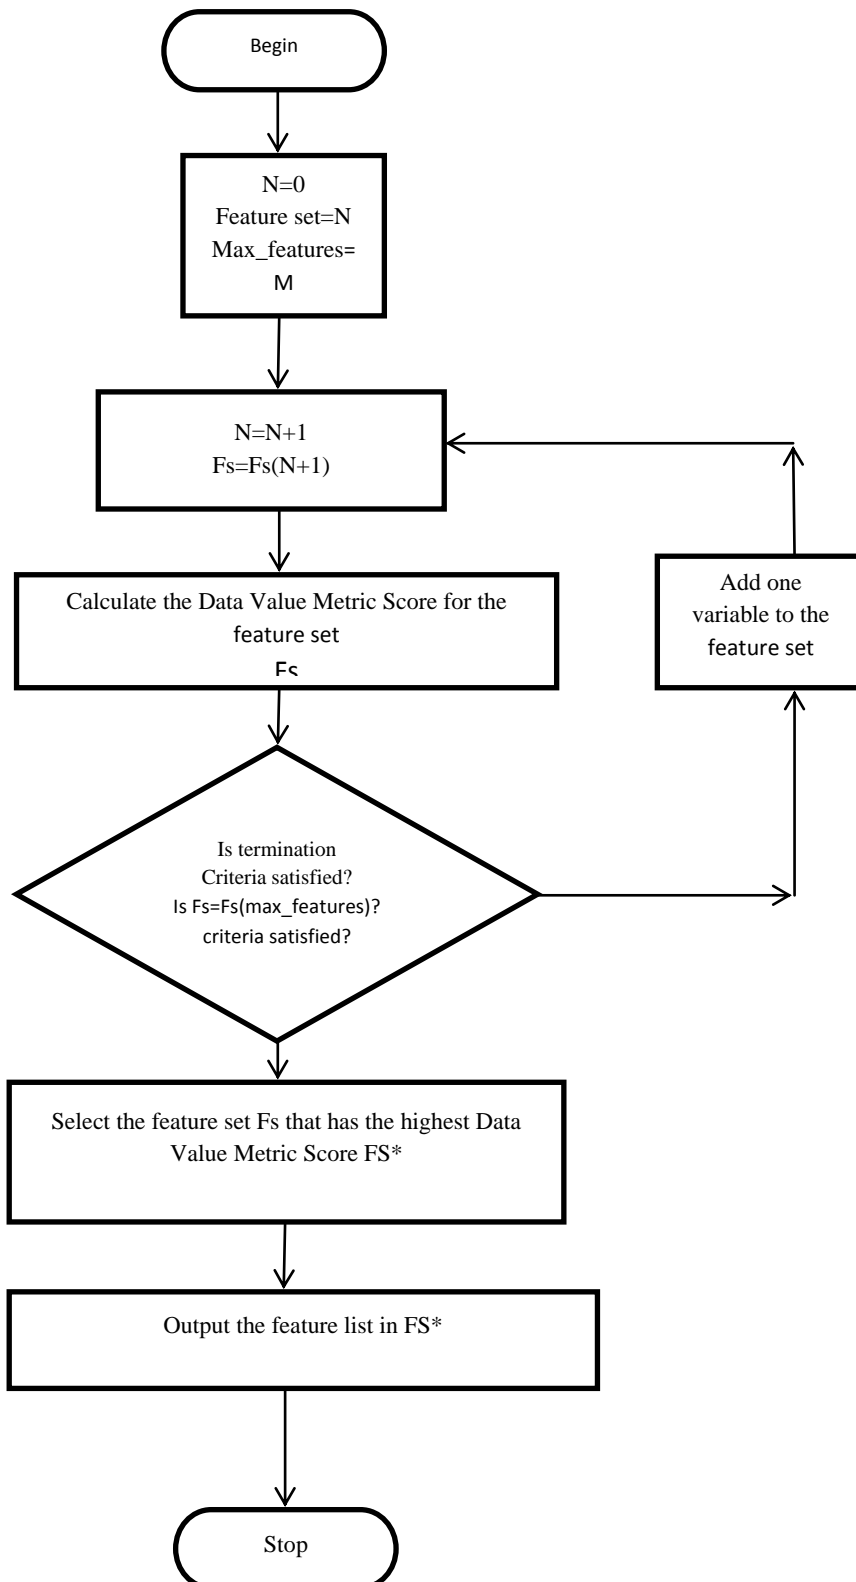 Begin
N=0
Feature set=N
Max_features=
M
N=N+1
Fs=Fs(N+1)
Calculate the Data Value Metric Score for the
feature set
Fs
Add one
variable to the
feature set
Is termination
Criteria satisfied?
Is Fs=Fs(max_features)?
criteria satisfied?
Select the feature set Fs that has the highest Data
Value Metric Score FS*
Output the feature list in FS*
Stop